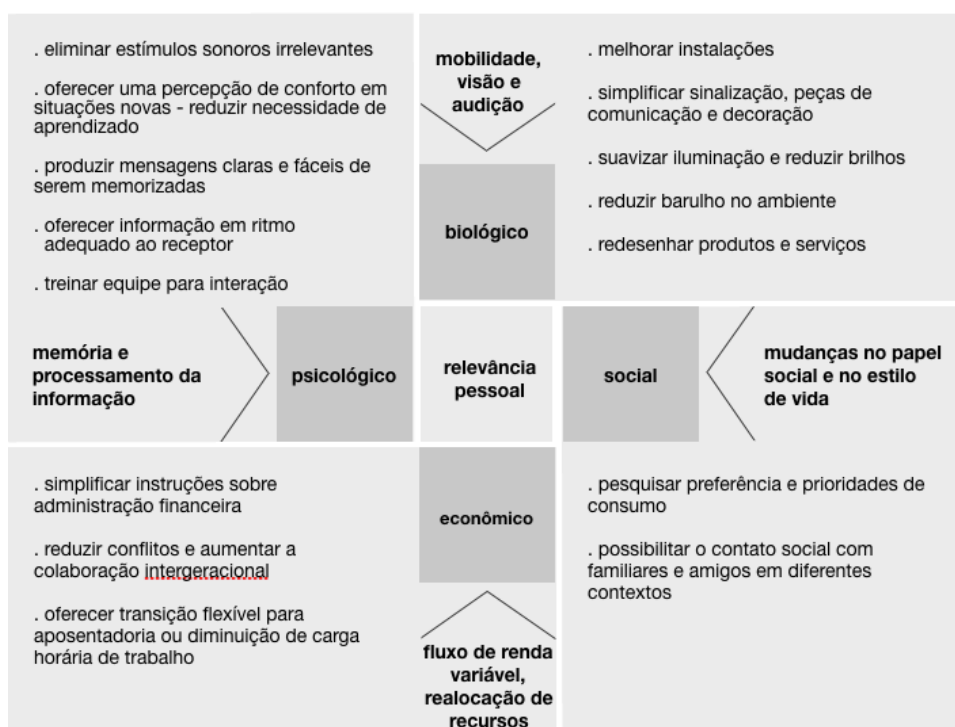 . eliminar estímulos sonoros irrelevantes
. oferecer uma percepção de conforto em
situações novas - reduzir necessidade de
aprendizado
. produzir mensagens claras e fáceis de
serem memorizadas
. oferecer informação em ritmo
adequado ao receptor
. treinar equipe para interação
mobilidade,
visão e
audição
biológico
. melhorar instalações
. simplificar sinalização, peças de
comunicação e decoração
. suavizar iluminação e reduzir brilhos
. reduzir barulho no ambiente
. redesenhar produtos e serviços
memória e
processamento da
informação
psicológico
relevância
pessoal
social
mudanças no papel
social e no estilo
de vida
. simplificar instruções sobre
administração financeira
. reduzir conflitos e aumentar a
colaboração intergeracional
. oferecer transição flexível para
aposentadoria ou diminuição de carga
horária de trabalho
econômico
fluxo de renda
variável,
realocação de
recursos
. pesquisar preferência e prioridades de
consumo
. possibilitar o contato social com
familiares e amigos em diferentes
contextos